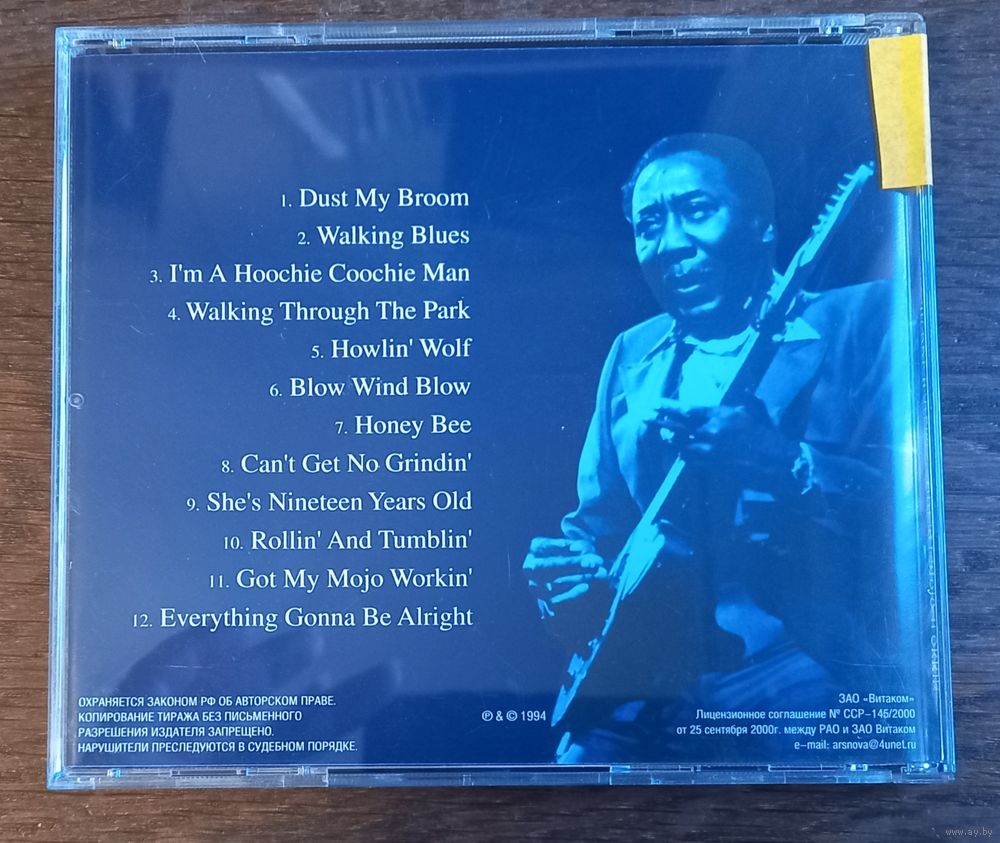 1. Dust My Broom
2. Walking Blues
3. I'm A Hoochie Coochie Man
4. Walking Through The Park
5. Howlin' Wolf
6. Blow Wind Blow
7. Honey Bee
8. Can't Get No Grindin'
9. She's Nineteen Years Old
10. Rollin' And Tumblin'
11. Got My Mojo Workin'
12. Everything Gonna Be Alright
ОХРАНЯЕТСЯ ЗАКОНОМ РФ ОБ АВТОРСКОМ ПРАВЕ.
КОПИРОВАНИЕ ТИРАЖА БЕЗ ПИСЬМЕННОГО
РАЗРЕШЕНИЯ ИЗДАТЕЛЯ ЗАПРЕЩЕНО.
НАРУШИТЕЛИ ПРЕСЛЕДУЮТСЯ В СУДЕБНОМ ПОРЯДКЕ.
℗ & © 1994
ЗАО «Витаком»
Лицензионное соглашение № ССР-145/2000
от 25 сентября 2000г. между РАО и ЗАО Витаком
e-mail: arsnova@4unet.ru
www.ay.by